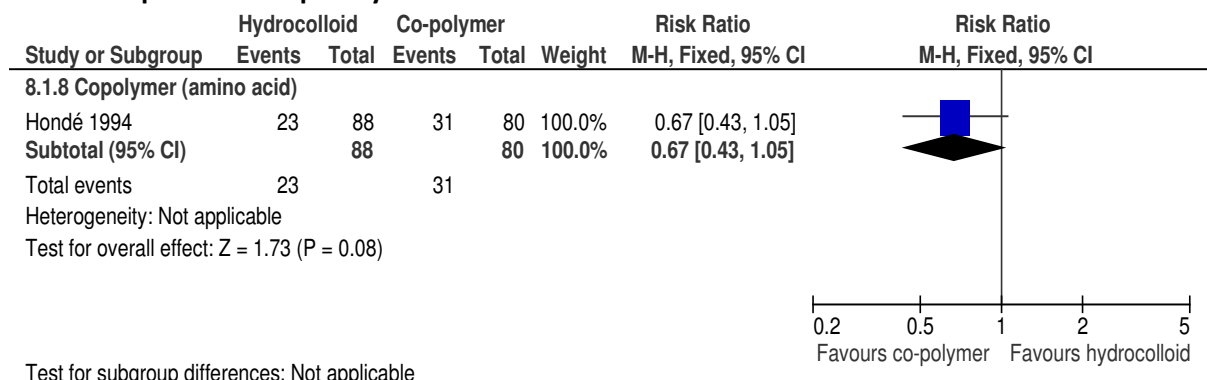 Hydrocolloid Co-polymer Risk Ratio Risk Ratio
Study or Subgroup Events Total Events Total Weight M-H, Fixed, 95% CI M-H, Fixed, 95% CI
8.1.8 Copolymer (amino acid)
Hondé 1994 23 88 31 80 100.0% 0.67 [0.43, 1.05]
Subtotal (95% CI) 88 80 100.0% 0.67 [0.43, 1.05]
Total events 23 31
Heterogeneity: Not applicable
Test for overall effect: Z = 1.73 (P = 0.08)
0.2 0.5 1 2 5
Favours co-polymer Favours hydrocolloid
Test for subgroup differences: Not applicable